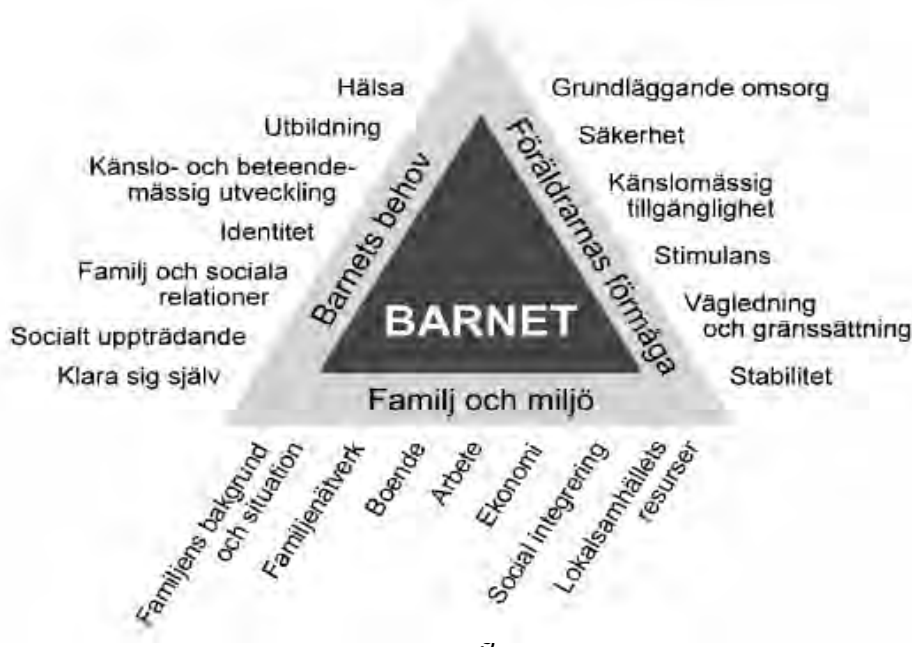 Hälsa
Utbildning
Känslo- och beteende-
mässig utveckling
Identitet
Familj och sociala
relationer
Socialt uppträdande
Klara sig själv
Barnets behov
BARNET
Föräldrarnas förmåga
Grundläggande omsorg
Säkerhet
Känslomässig
tillgänglighet
Stimulans
Vägledning
och gränssättning
Stabilitet
Familj och miljö
Familjens bakgrund
och situation
Familjenätverk
Boende
Arbete
Ekonomi
Social integrering
Lokalsamhällets
resurser